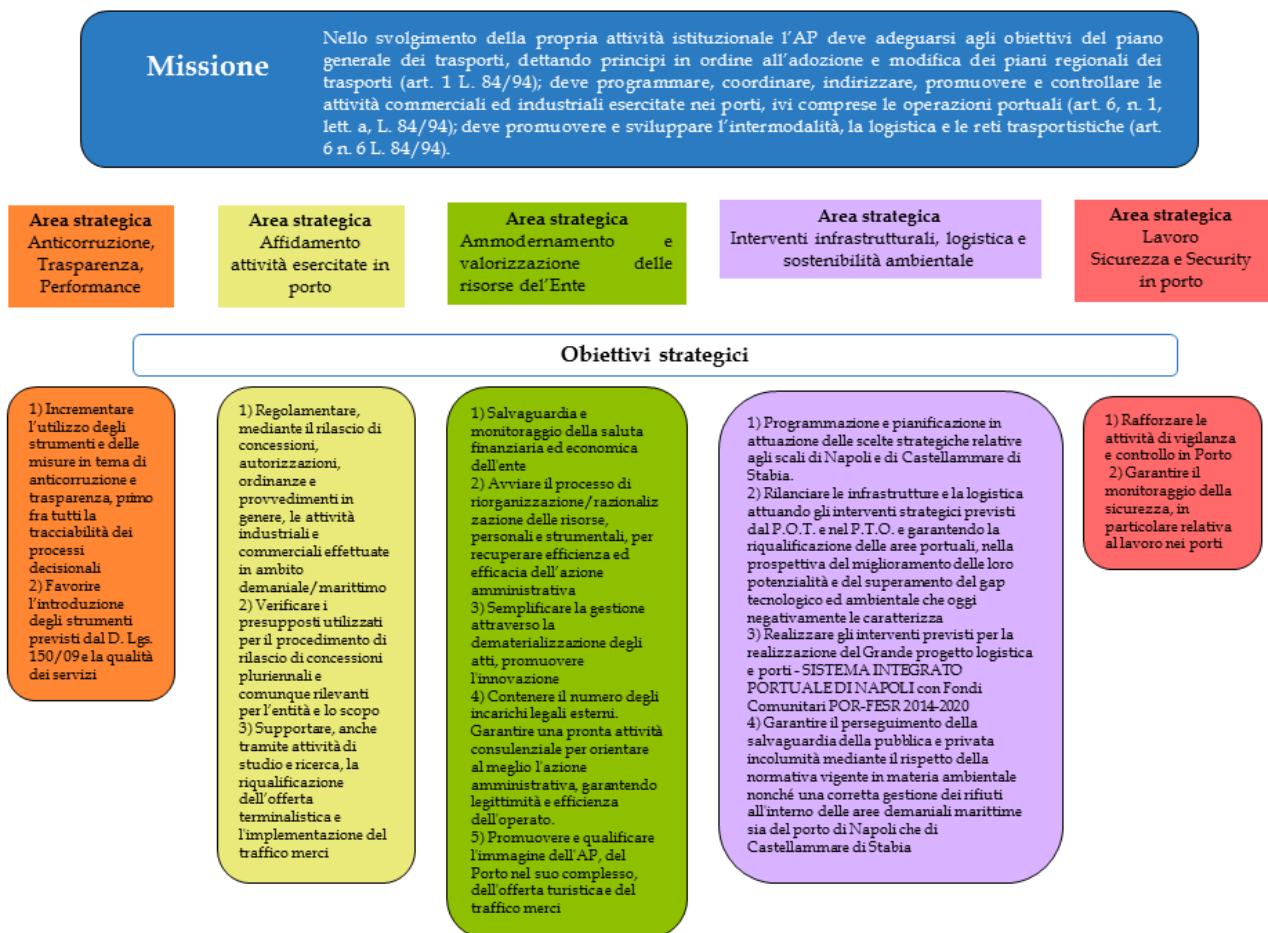 Missione
Nello svolgimento della propria attività istituzionale l'AP deve adeguarsi agli obiettivi del piano
generale dei trasporti, dettando principi in ordine all'adozione e modifica dei piani regionali dei
trasporti (art. 1 L. 84/94); deve programmare, coordinare, indirizzare, promuovere e controllare le
attività commerciali ed industriali esercitate nei porti, ivi comprese le operazioni portuali (art. 6, n. 1,
lett. a, L. 84/94); deve promuovere e sviluppare l'intermodalità, la logistica e le reti trasportistiche (art.
6 n. 6 L. 84/94).
Area strategica
Anticorruzione,
Trasparenza,
Performance
Area strategica
Affidamento
attività esercitate in
porto
Area strategica
Ammodernamento e
valorizzazione delle
risorse del'Ente
Area strategica
Interventi infrastrutturali, logistica e
sostenibilità ambientale
Area strategica
Lavoro
Sicurezza e Security
in porto
Obiettivi strategici
1) Incrementare
l'utilizzo degli
strumenti e delle
misure in tema di
anticorruzione e
trasparenza, primo
fra tutti la
tracciabilità dei
processi
decisionali
2) Favorire
l'introduzione
degli strumenti
previsti dal D. Lgs.
150/09 e la qualità
dei servizi
1) Regolamentare,
mediante il rilascio di
concessioni,
autorizzazioni,
ordinanze e
provvedimenti in
genere, le attività
industriali e
commerciali effettuate
in ambito
demaniale/marittimo
2) Verificare i
presupposti utilizzati
per il procedimento di
rilascio di concessioni
pluriennali e
comunque rilevanti
per l'entità e lo scopo
3) Supportare, anche
tramite attività di
studio e ricerca, la
riqualificazione
dell'offerta
terminalistica e
l'implementazione del
traffico merci
1) Salvaguardia e
monitoraggio della saluta
finanziaria ed economica
dell'ente
2) Avviare il processo di
riorganizzazione/razionaliz
zazione delle risorse,
personali e strumentali, per
recuperare efficienza ed
efficacia dell'azione
amministrativa
3) Semplificare la gestione
attraverso la
dematerializzazione degli
atti, promuovere
l'innovazione
4) Contenere il numero degli
incarichi legali esterni.
Garantire una pronta attività
consulenziale per orientare
al meglio l'azione
amministrativa, garantendo
legittimità e efficienza
dell'operato.
5) Promuovere e qualificare
l'immagine dell'AP, del
Porto nel suo complesso,
dell'offerta turistica e del
traffico merci
1) Programmazione e pianificazione in
attuazione delle scelte strategiche relative
agli scali di Napoli e di Castellammare di
Stabia.
2) Rilanciare le infrastrutture e la logistica
attuando gli interventi strategici previsti
dal P.O.T. e nel P.T.O. e garantendo la
riqualificazione delle aree portuali, nella
prospettiva del miglioramento delle loro
potenzialità e del superamento del gap
tecnologico ed ambientale che oggi
negativamente le caratterizza
3) Realizzare gli interventi previsti per la
realizzazione del Grande progetto logistica
e porti - SISTEMA INTEGRATO
PORTUALE DI NAPOLI con Fondi
Comunitari POR-FESR 2014-2020
4) Garantire il perseguimento della
salvaguardia della pubblica e privata
incolumità mediante il rispetto della
normativa vigente in materia ambientale
nonché una corretta gestione dei rifiuti
all'interno delle aree demaniali marittime
sia del porto di Napoli che di
Castellammare di Stabia
1) Rafforzare le
attività di vigilanza
e controllo in Porto
2) Garantire il
monitoraggio della
sicurezza, in
particolare relativa
al lavoro nei porti